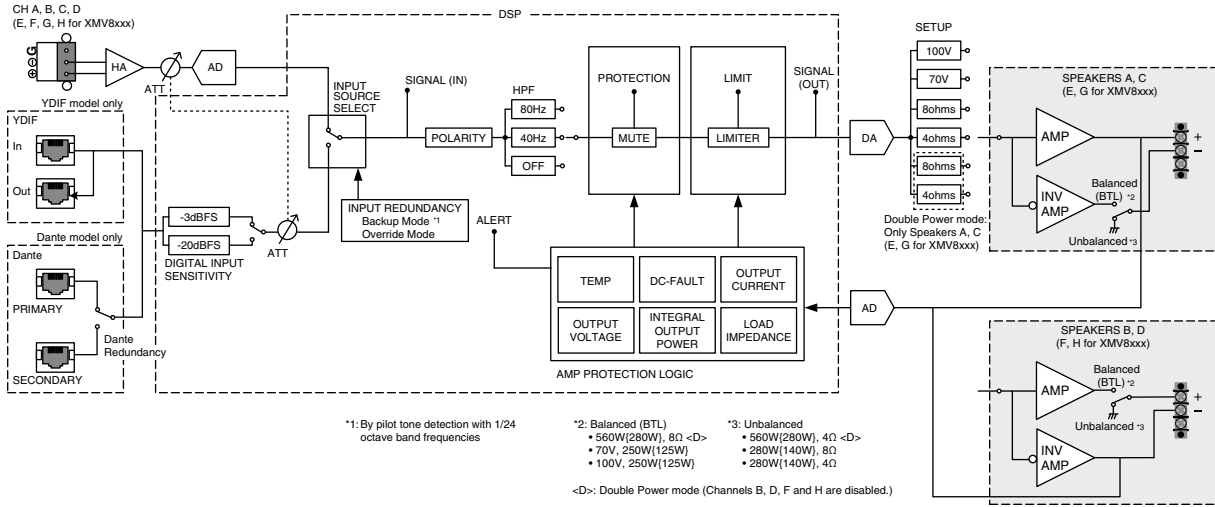 CH A, B, C, D
(E, F, G, H for XMV8xxx)
G
⊖
⊕
HA
ATT
AD
DSP
YDIF model only
YDIF
In
Out
Dante model only
Dante
PRIMARY
SECONDARY
Dante
Redundancy
-3dBFS
-20dBFS
DIGITAL INPUT
SENSITIVITY
ATT
INPUT
SOURCE
SELECT
INPUT REDUNDANCY
Backup Mode *1
Override Mode
SIGNAL (IN)
POLARITY
HPF
80Hz
40Hz
OFF
PROTECTION
MUTE
LIMIT
LIMITER
SIGNAL
(OUT)
ALERT
TEMP
DC-FAULT
OUTPUT
CURRENT
OUTPUT
VOLTAGE
INTEGRAL
OUTPUT
POWER
LOAD
IMPEDANCE
AMP PROTECTION LOGIC
DA
AD
SETUP
100V
70V
8ohms
4ohms
8ohms
4ohms
Double Power mode:
Only Speakers A, C
(E, G for XMV8xxx)
SPEAKERS A, C
(E, G for XMV8xxx)
AMP
INV
AMP
Balanced
(BTL) *2
Unbalanced *3
+
−
SPEAKERS B, D
(F, H for XMV8xxx)
AMP
Balanced
(BTL) *2
Unbalanced *3
INV
AMP
+
−
*1: By pilot tone detection with 1/24
octave band frequencies
*2: Balanced (BTL)
• 560W{280W}, 8Ω <D>
• 70V, 250W{125W}
• 100V, 250W{125W}
*3: Unbalanced
• 560W{280W}, 4Ω <D>
• 280W{140W}, 8Ω
• 280W{140W}, 4Ω
<D>: Double Power mode (Channels B, D, F and H are disabled.)